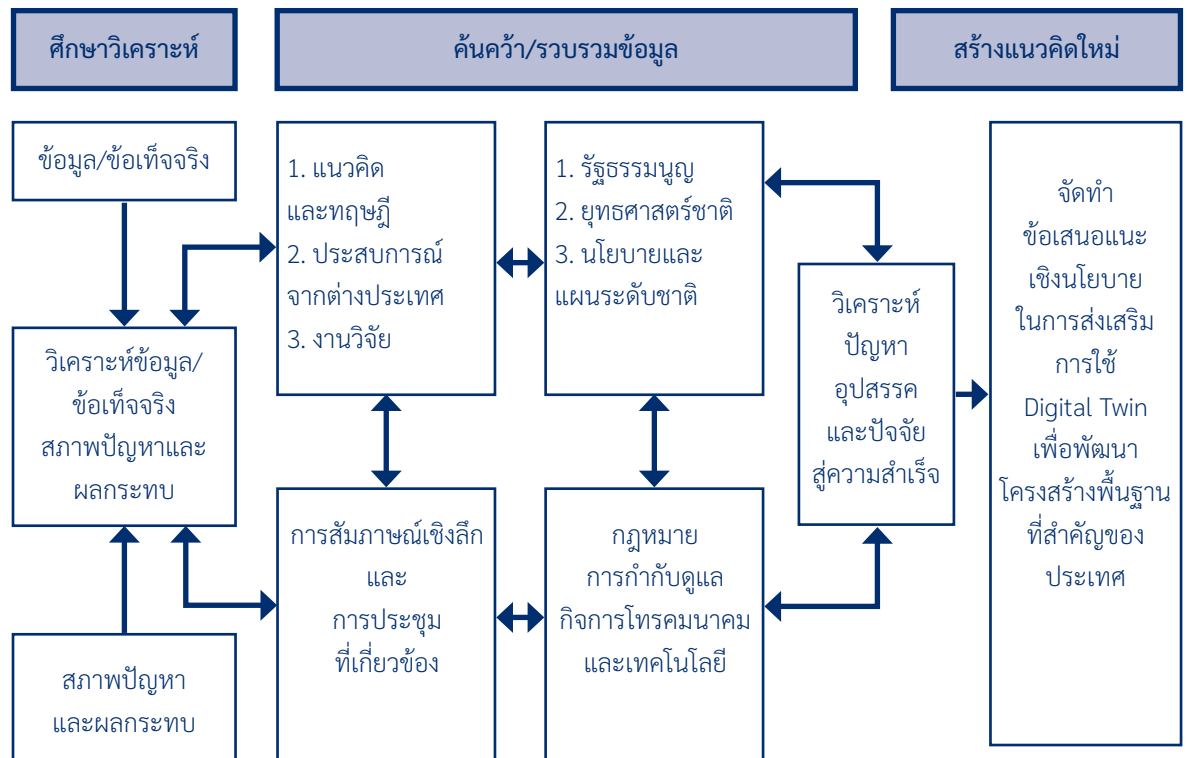 ศึกษาวิเคราะห์
ค้นคว้า/รวบรวมข้อมูล
สร้างแนวคิดใหม่
ข้อมูล/ข้อเท็จจริง
วิเคราะห์ข้อมูล/
ข้อเท็จจริง
สภาพปัญหาและ
ผลกระทบ
สภาพปัญหา
และผลกระทบ
1. แนวคิด
และทฤษฎี
2. ประสบการณ์
จากต่างประเทศ
3. งานวิจัย
การสัมภาษณ์เชิงลึก
และ
การประชุม
ที่เกี่ยวข้อง
1. รัฐธรรมนูญ
2. ยุทธศาสตร์ชาติ
3. นโยบายและ
แผนระดับชาติ
กฎหมาย
การกำกับดูแล
กิจการโทรคมนาคม
และเทคโนโลยี
วิเคราะห์
ปัญหา
อุปสรรค
และปัจจัย
สู่ความสำเร็จ
จัดทำ
ข้อเสนอแนะ
เชิงนโยบาย
ในการส่งเสริม
การใช้
Digital Twin
เพื่อพัฒนา
โครงสร้างพื้นฐาน
ที่สำคัญของ
ประเทศ